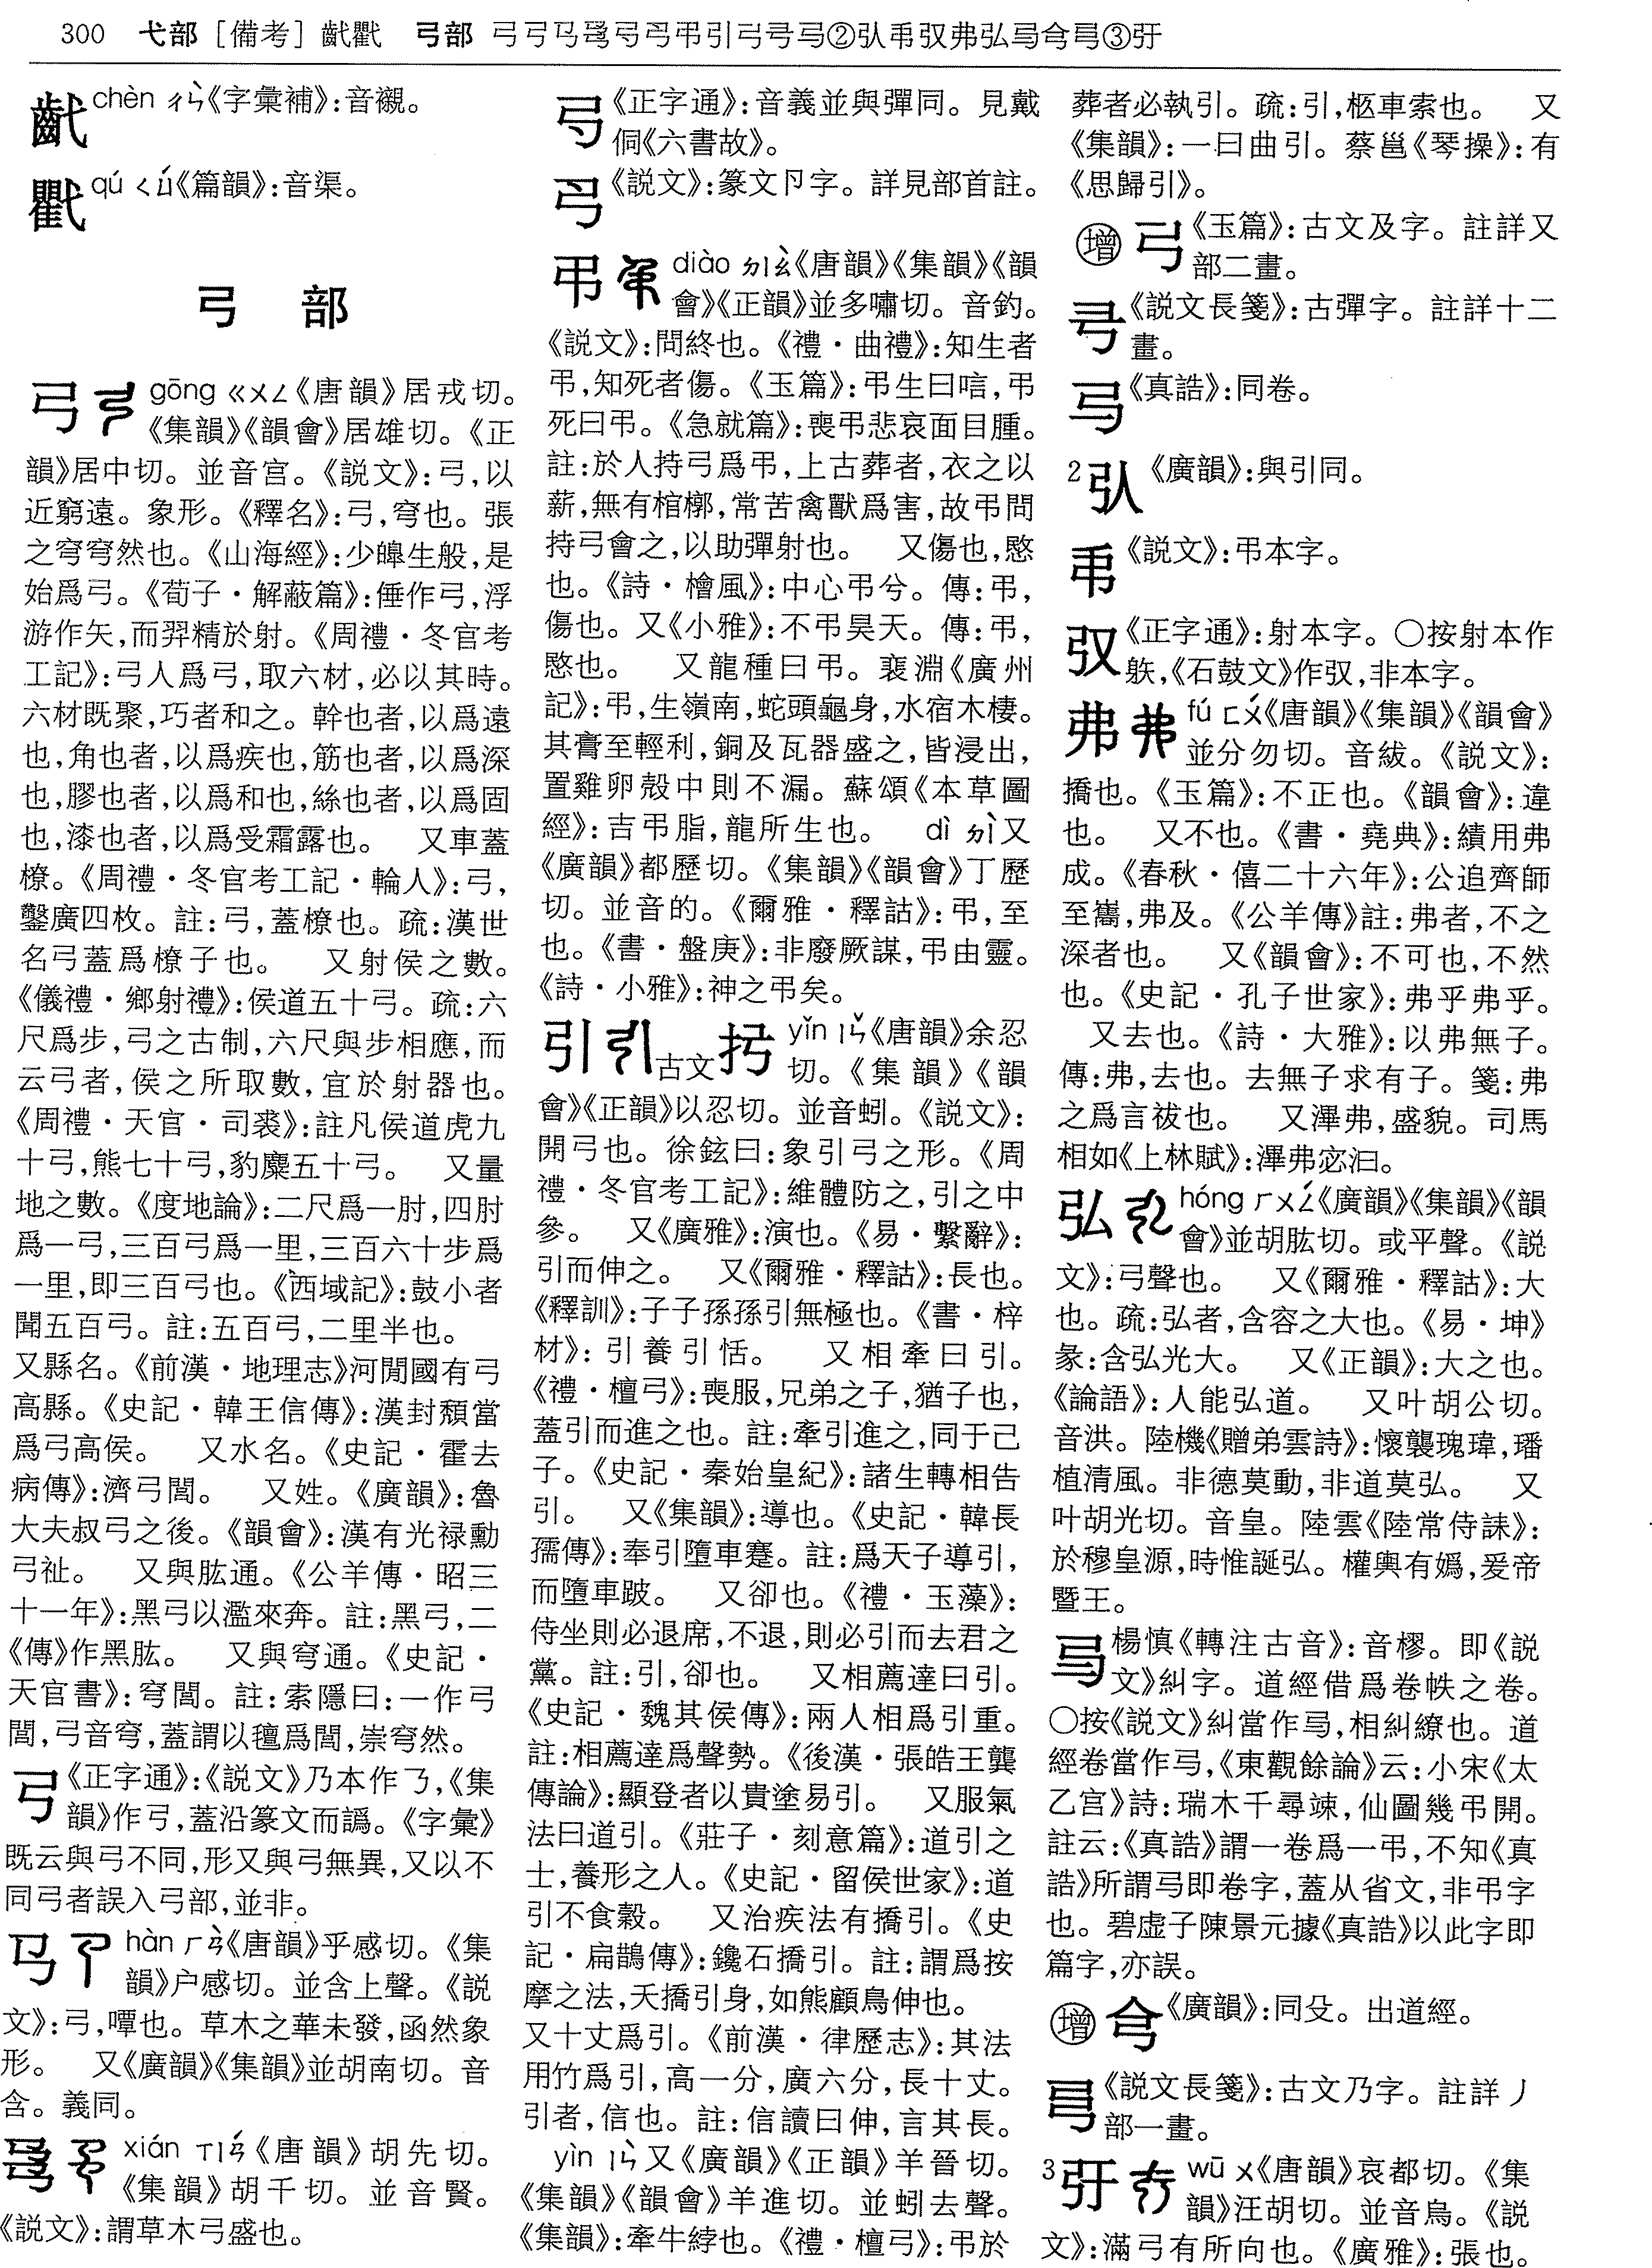 300 弋部［備考］䶜戵 弓部 弓丂㔾𢎘弓𢎗弔引弓号弓②弞𢎨㢩弗弘弓弇弓③弙
chèn ㄔㄣˋ《字彙補》：音襯。
戵 qú ㄑㄩˊ《篇韻》：音渠。
弓 部
弓 gōng ㄍㄨㄥ《唐韻》居戎切。
《集韻》《韻會》居雄切。《正
韻》居中切。並音宫。《説文》：弓，以
近窮遠。象形。《釋名》：弓，穹也。張
之穹穹然也。《山海經》：少皞生般，是
始爲弓。《荀子·解蔽篇》：倕作弓，浮
游作矢，而羿精於射。《周禮·冬官考
工記》：弓人爲弓，取六材，必以其時。
六材既聚，巧者和之。幹也者，以爲遠
也，角也者，以爲疾也，筋也者，以爲深
也，膠也者，以爲和也，絲也者，以爲固
也，漆也者，以爲受霜露也。 又車蓋
橑。《周禮·冬官考工記·輪人》：弓，
鑿廣四枚。註：弓，蓋橑也。疏：漢世
名弓蓋爲橑子也。 又射侯之數。
《儀禮·鄉射禮》：侯道五十弓。疏：六
尺爲步，弓之古制，六尺與步相應，而
云弓者，侯之所取數，宜於射器也。
《周禮·天官·司裘》：註凡侯道虎九
十弓，熊七十弓，豹麋五十弓。 又量
地之數。《度地論》：二尺爲一肘，四肘
爲一弓，三百弓爲一里，三百六十步爲
一里，即三百弓也。《西域記》：鼓小者
聞五百弓。註：五百弓，二里半也。
又縣名。《前漢·地理志》河閒國有弓
高縣。《史記·韓王信傳》：漢封頹當
爲弓高侯。 又水名。《史記·霍去
病傳》：濟弓閭。 又姓。《廣韻》：魯
大夫叔弓之後。《韻會》：漢有光禄勳
弓祉。 又與肱通。《公羊傳·昭三
十一年》：黑弓以濫來奔。註：黑弓，二
《傳》作黑肱。 又與穹通。《史記·
天官書》：穹閭。註：索隱曰：一作弓
閭，弓音穹，蓋謂以氊爲閭，崇穹然。
《正字通》：《説文》乃本作𠄎，《集
韻》作弓，蓋沿篆文而譌。《字彙》
既云與弓不同，形又與弓無異，又以不
同弓者誤入弓部，並非。
hàn ㄏㄢˋ《唐韻》乎感切。《集
韻》户感切。並含上聲。《説
文》：弓，嘾也。草木之華未發，函然象
形。 又《廣韻》《集韻》並胡南切。音
含。義同。
xián ㄒㄧㄢˊ《唐韻》胡先切。
《集韻》胡千切。並音賢。
《説文》：謂草木弓盛也。
《正字通》：音義並與彈同。見戴
侗《六書故》。
《説文》：篆文卩字。詳見部首註。
弔 diào ㄉㄧㄠˋ《唐韻》《集韻》《韻
會》《正韻》並多嘯切。音釣。
《説文》：問終也。《禮·曲禮》：知生者
弔，知死者傷。《玉篇》：弔生曰唁，弔
死曰弔。《急就篇》：喪弔悲哀面目腫。
註：於人持弓爲弔，上古葬者，衣之以
薪，無有棺槨，常苦禽獸爲害，故弔問
持弓會之，以助彈射也。 又傷也，愍
也。《詩·檜風》：中心弔兮。傳：弔，
傷也。又《小雅》：不弔昊天。傳：弔，
愍也。 又龍種曰弔。裴淵《廣州
記》：弔，生嶺南，蛇頭龜身，水宿木棲。
其膏至輕利，銅及瓦器盛之，皆浸出，
置雞卵殼中則不漏。蘇頌《本草圖
經》：吉弔脂，龍所生也。 dì ㄉㄧˋ又
《廣韻》都歷切。《集韻》《韻會》丁歷
切。並音的。《爾雅·釋詁》：弔，至
也。《書·盤庚》：非廢厥謀，弔由靈。
《詩·小雅》：神之弔矣。
引 古文 yǐn ㄧㄣˇ《唐韻》余忍
切。《集韻》《韻
會》《正韻》以忍切。並音蚓。《説文》：
開弓也。徐鉉曰：象引弓之形。《周
禮·冬官考工記》：維體防之，引之中
參。 又《廣雅》：演也。《易·繫辭》：
引而伸之。 又《爾雅·釋詁》：長也。
《釋訓》：子子孫孫引無極也。《書·梓
材》：引養引恬。 又相牽曰引。
《禮·檀弓》：喪服，兄弟之子，猶子也，
蓋引而進之也。註：牽引進之，同于己
子。《史記·秦始皇紀》：諸生轉相告
引。 又《集韻》：導也。《史記·韓長
孺傳》：奉引墮車蹇。註：爲天子導引，
而墮車跛。 又卻也。《禮·玉藻》：
侍坐則必退席，不退，則必引而去君之
黨。註：引，卻也。 又相薦達曰引。
《史記·魏其侯傳》：兩人相爲引重。
註：相薦達爲聲勢。《後漢·張皓王龔
傳論》：顯登者以貴塗易引。 又服氣
法曰道引。《莊子·刻意篇》：道引之
士，養形之人。《史記·留侯世家》：道
引不食穀。 又治疾法有撟引。《史
記·扁鵲傳》：鑱石撟引。註：謂爲按
摩之法，夭撟引身，如熊顧鳥伸也。
又十丈爲引。《前漢·律歷志》：其法
用竹爲引，高一分，廣六分，長十丈。
引者，信也。註：信讀曰伸，言其長。
yìn ㄧㄣˋ又《廣韻》《正韻》羊晉切。
《集韻》《韻會》羊進切。並蚓去聲。
《集韻》：牽牛綍也。《禮·檀弓》：弔於
葬者必執引。疏：引，柩車索也。 又
《集韻》：一曰曲引。蔡邕《琴操》：有
《思歸引》。
增 《玉篇》：古文及字。註詳又
部二畫。
《説文長箋》：古彈字。註詳十二
畫。
《真誥》：同卷。
2 《廣韻》：與引同。
《説文》：弔本字。
《正字通》：射本字。○按射本作
躲，《石鼓文》作㢩，非本字。
弗 fú ㄈㄨˊ《唐韻》《集韻》《韻會》
並分勿切。音紱。《説文》：
撟也。《玉篇》：不正也。《韻會》：違
也。 又不也。《書·堯典》：績用弗
成。《春秋·僖二十六年》：公追齊師
至巂，弗及。《公羊傳》註：弗者，不之
深者也。 又《韻會》：不可也，不然
也。《史記·孔子世家》：弗乎弗乎。
又去也。《詩·大雅》：以弗無子。
傳：弗，去也。去無子求有子。箋：弗
之爲言祓也。 又滭弗，盛貌。司馬
相如《上林賦》：滭弗宓汩。
弘 hóng ㄏㄨㄥˊ《廣韻》《集韻》《韻
會》並胡肱切。或平聲。《説
文》：弓聲也。 又《爾雅·釋詁》：大
也。疏：弘者，含容之大也。《易·坤》
彖：含弘光大。 又《正韻》：大之也。
《論語》：人能弘道。 又叶胡公切。
音洪。陸機《贈弟雲詩》：懷襲瑰瑋，璠
植清風。非德莫動，非道莫弘。 又
叶胡光切。音皇。陸雲《陸常侍誄》：
於穆皇源，時惟誕弘。權輿有嬀，爰帝
暨王。
楊慎《轉注古音》：音樛。即《説
文》糾字。道經借爲卷帙之卷。
○按《説文》糾當作丩，相糾繚也。道
經卷當作弓，《東觀餘論》云：小宋《太
乙宫》詩：瑞木千尋竦，仙圖幾弔開。
註云：《真誥》謂一卷爲一弔，不知《真
誥》所謂弓即卷字，蓋从省文，非弔字
也。碧虚子陳景元據《真誥》以此字即
篇字，亦誤。
增 《廣韻》：同殳。出道經。
《説文長箋》：古文乃字。註詳丿
部一畫。
3 弙 wū ㄨ《唐韻》哀都切。《集
韻》汪胡切。並音烏。《説
文》：滿弓有所向也。《廣雅》：張也。